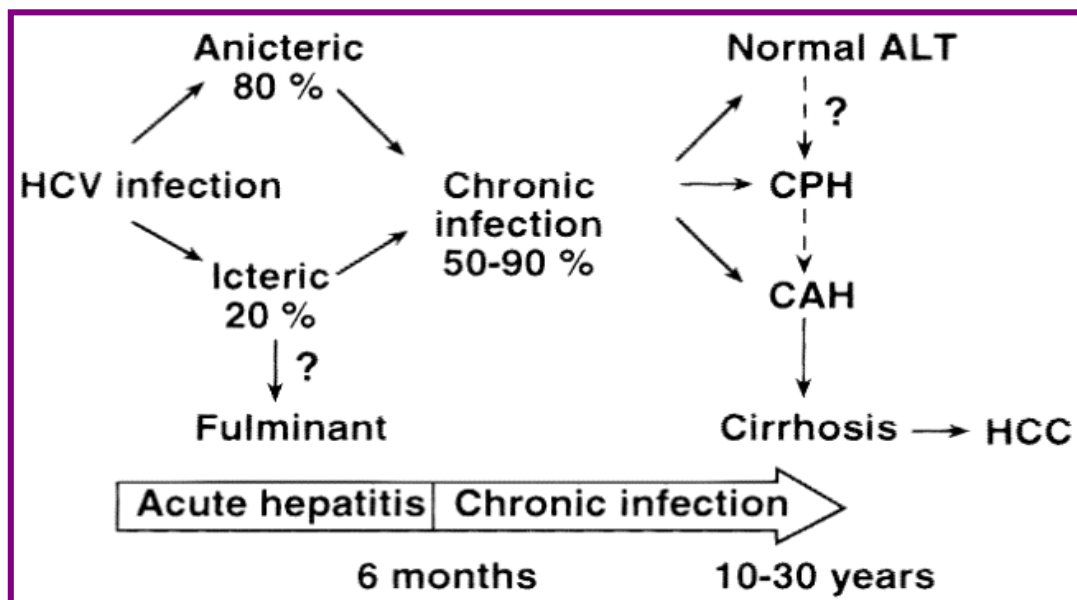 Anicteric
80 %
Normal ALT
?
HCV infection
Chronic
infection
50-90 %
CPH
Icteric
20 %
CAH
?
Fulminant
Cirrhosis
HCC
Acute hepatitis
Chronic infection
6 months
10-30 years